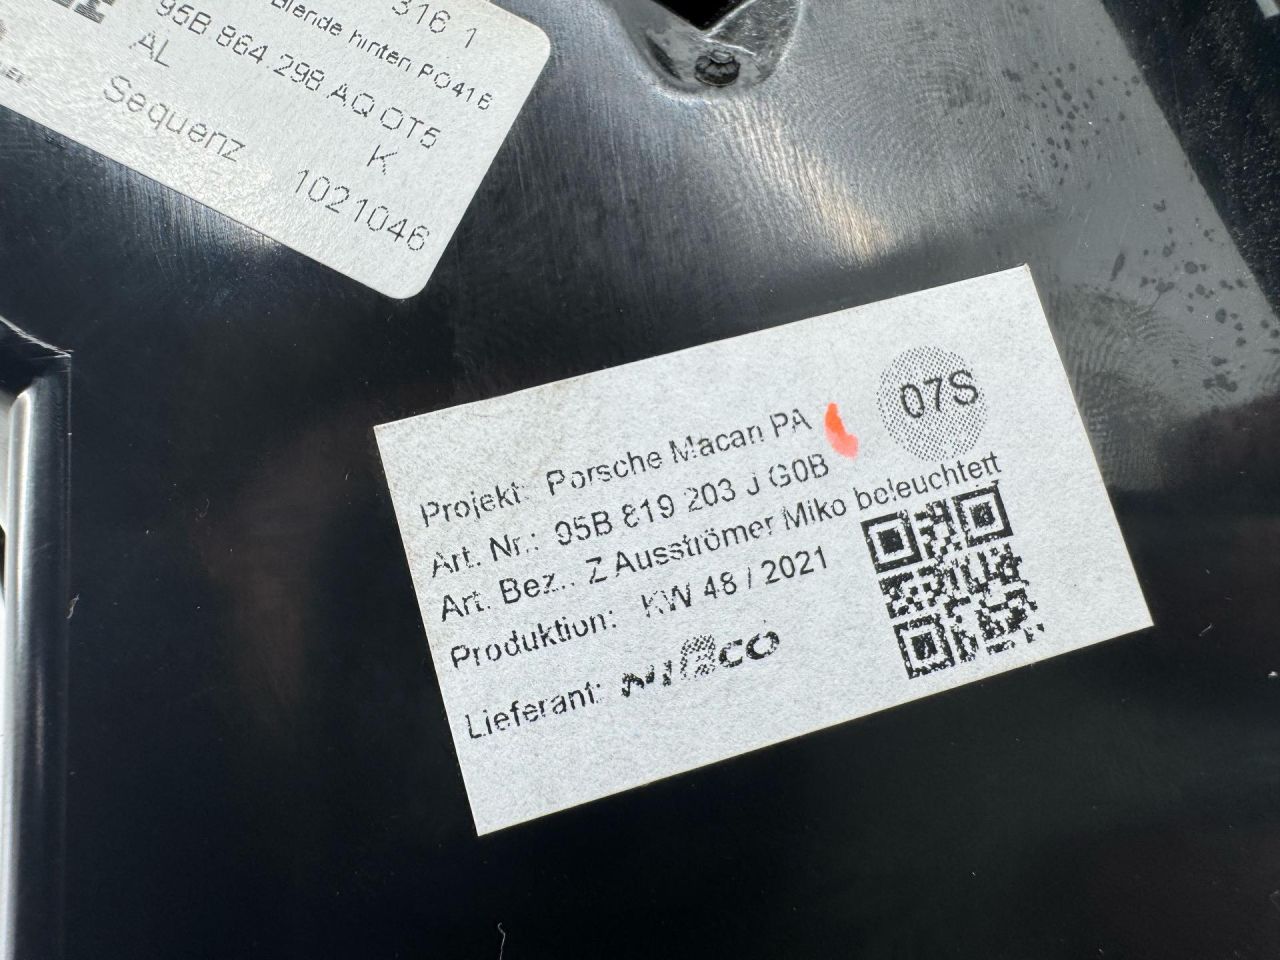 316 1
Blende hinten PO416
95B 864 298 AQ OT5
AL
K
Sequenz
1021046
07S
Projekt: Porsche Macan PA
Art. Nr.: 95B 819 203 J G0B
Art. Bez.: Z Ausströmer Miko beleuchtett
Produktion: KW 48 / 2021
Lieferant: